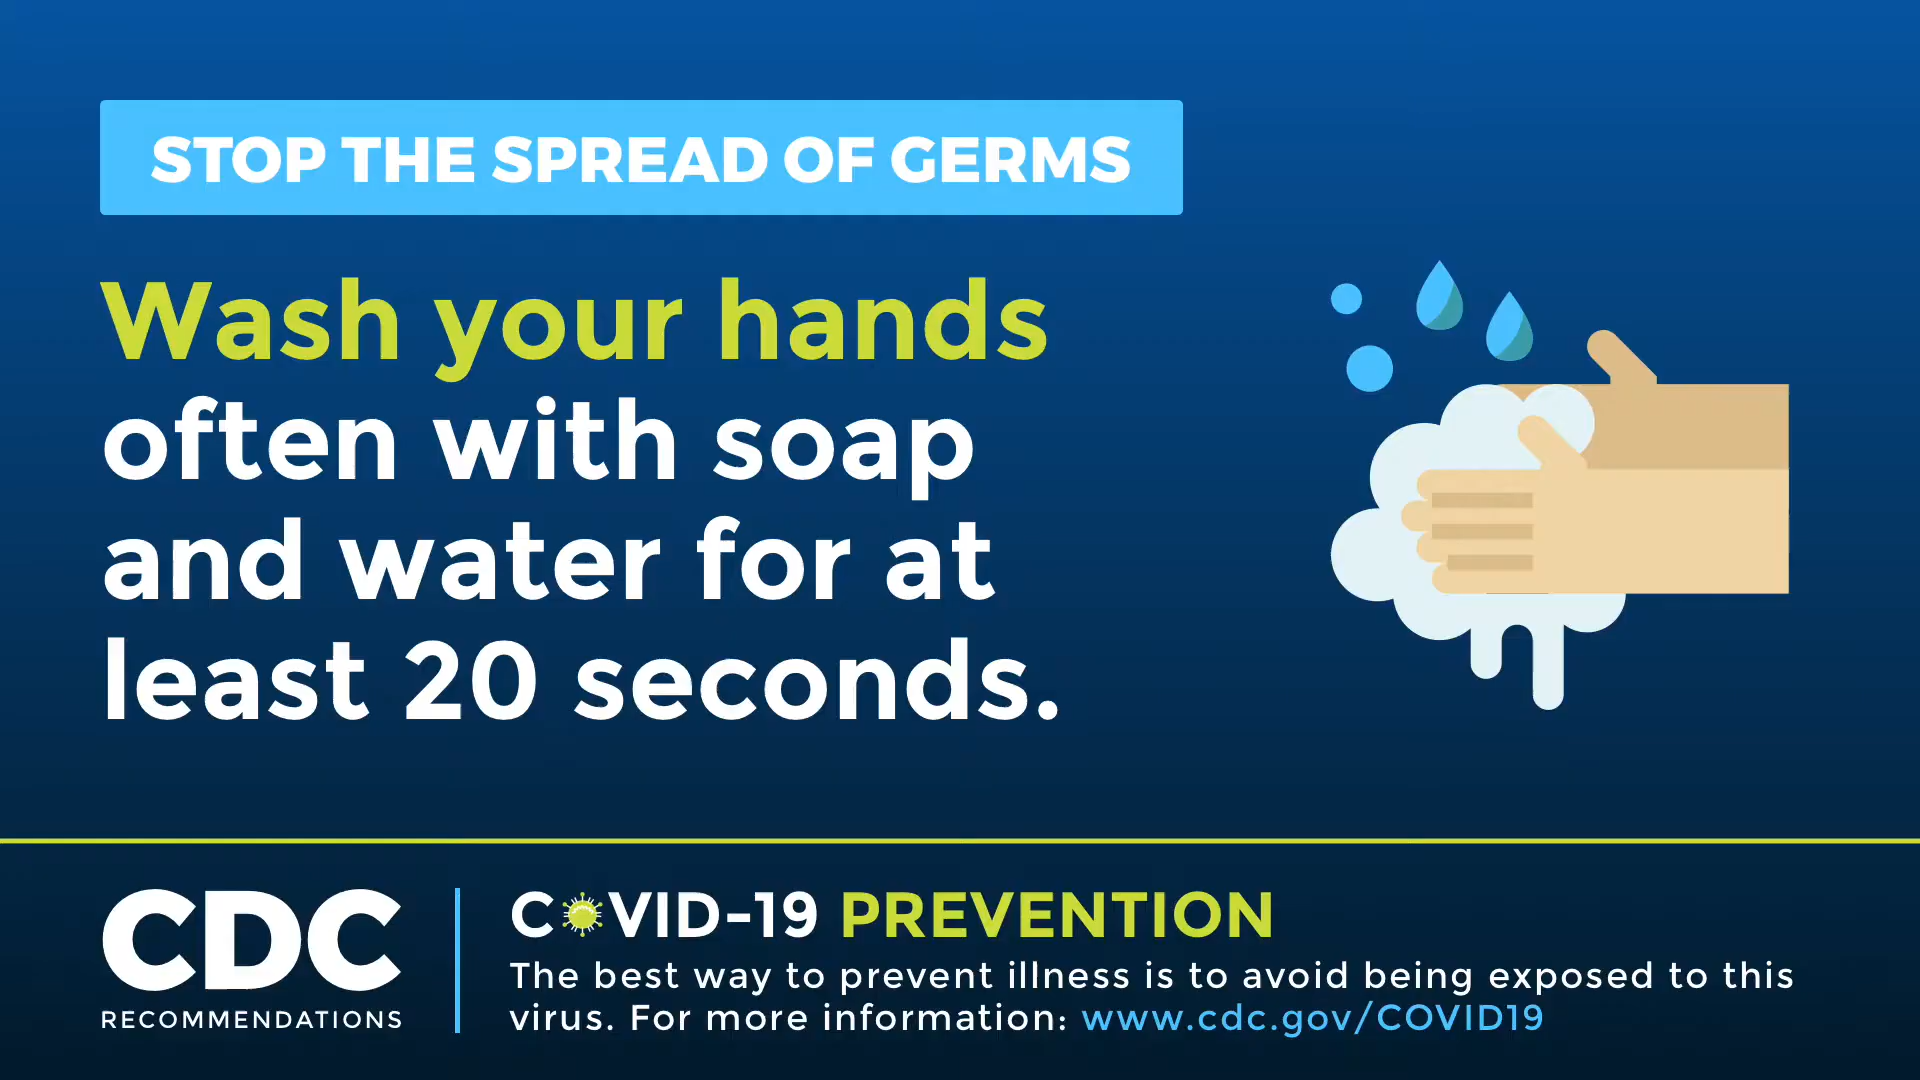 STOP THE SPREAD OF GERMS
Wash your hands
often with soap
and water for at
least 20 seconds.
CDC
RECOMMENDATIONS
COVID-19 PREVENTION
The best way to prevent illness is to avoid being exposed to this
virus. For more information: www.cdc.gov/COVID19